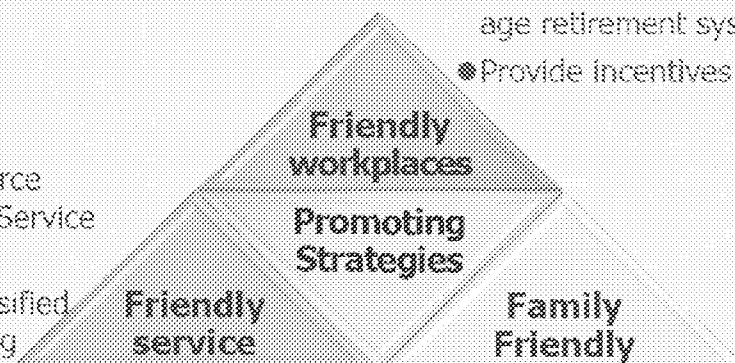 age retirement sys
●Provide incentives
Friendly
workplaces
rce
Service
Promoting
Strategies
sified
g
Friendly
service
Family
Friendly